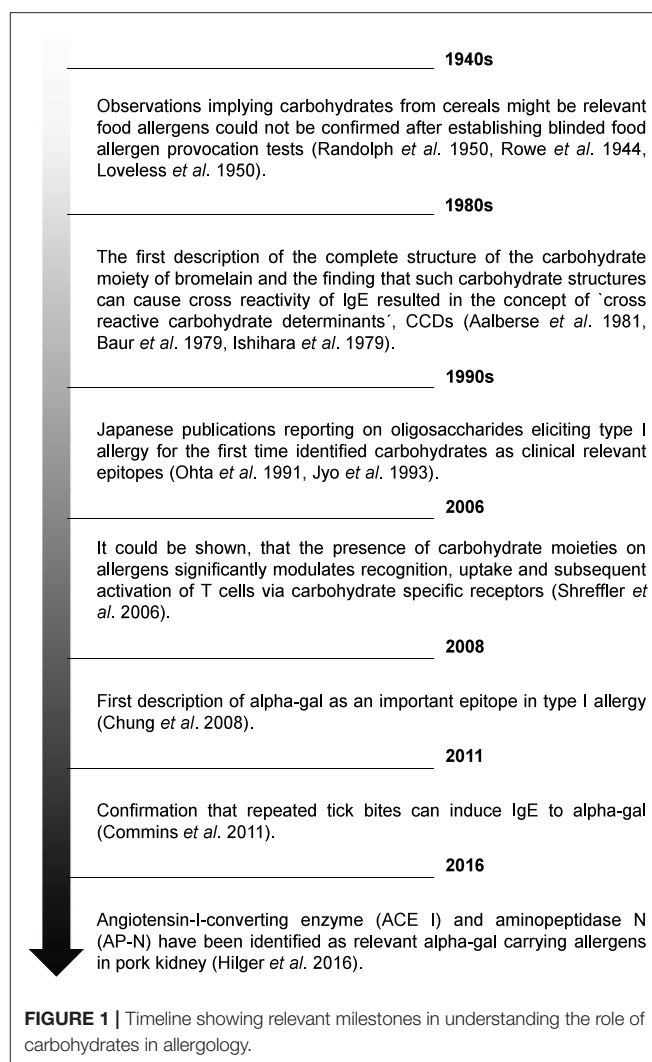 1940s
Observations implying carbohydrates from cereals might be relevant
food allergens could not be confirmed after establishing blinded food
allergen provocation tests (Randolph et al. 1950, Rowe et al. 1944,
Loveless et al. 1950).
1980s
The first description of the complete structure of the carbohydrate
moiety of bromelain and the finding that such carbohydrate structures
can cause cross reactivity of IgE resulted in the concept of `cross
reactive carbohydrate determinants´, CCDs (Aalberse et al. 1981,
Baur et al. 1979, Ishihara et al. 1979).
1990s
Japanese publications reporting on oligosaccharides eliciting type I
allergy for the first time identified carbohydrates as clinical relevant
epitopes (Ohta et al. 1991, Jyo et al. 1993).
2006
It could be shown, that the presence of carbohydrate moieties on
allergens significantly modulates recognition, uptake and subsequent
activation of T cells via carbohydrate specific receptors (Shreffler et
al. 2006).
2008
First description of alpha-gal as an important epitope in type I allergy
(Chung et al. 2008).
2011
Confirmation that repeated tick bites can induce IgE to alpha-gal
(Commins et al. 2011).
2016
Angiotensin-I-converting enzyme (ACE I) and aminopeptidase N
(AP-N) have been identified as relevant alpha-gal carrying allergens
in pork kidney (Hilger et al. 2016).
FIGURE 1 | Timeline showing relevant milestones in understanding the role of
carbohydrates in allergology.